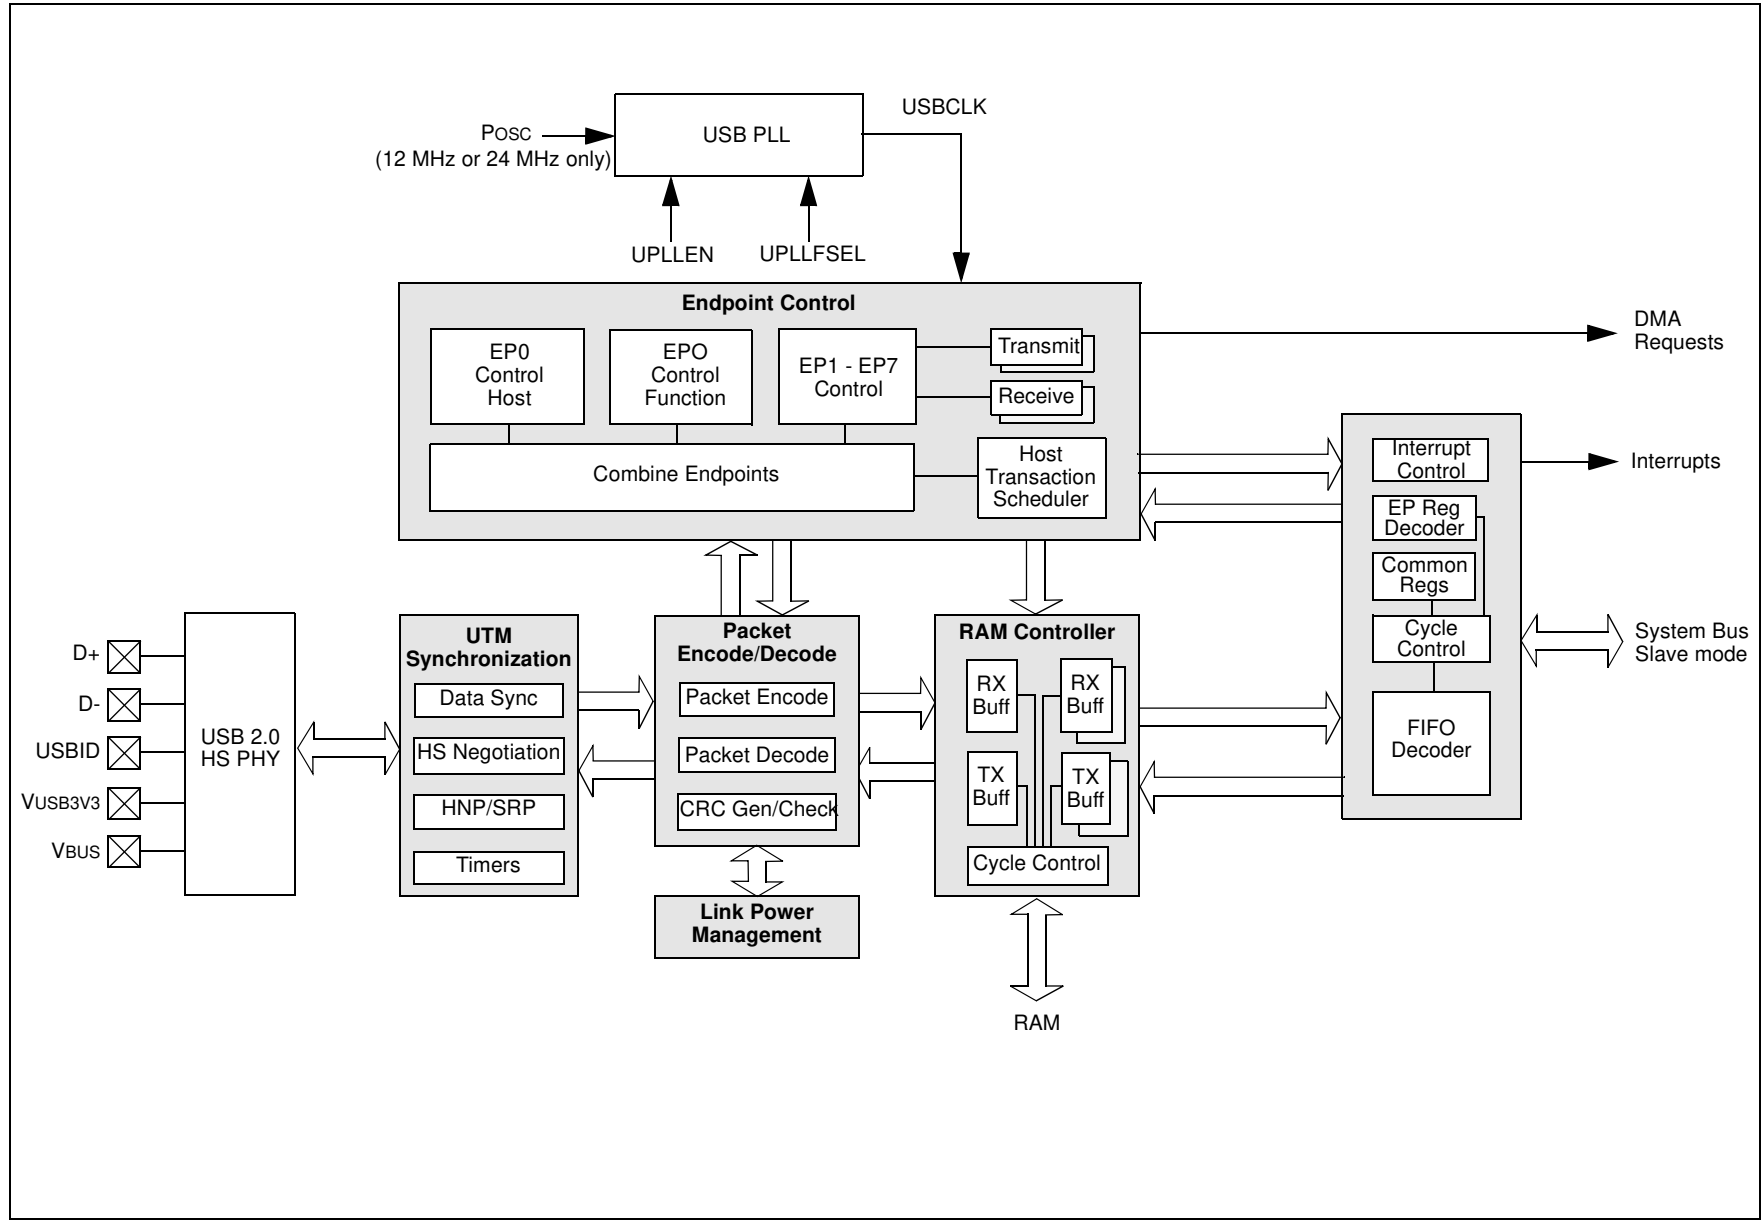 USBCLK
POSC
(12 MHz or 24 MHz only)
USB PLL
UPLLEN
UPLLFSEL
Endpoint Control
EP0
Control
Host
EPO
Control
Function
EP1 - EP7
Control
Transmit
Receive
Combine Endpoints
Host
Transaction
Scheduler
DMA
Requests
Interrupt
Control
Interrupts
EP Reg
Decoder
Common
Regs
Cycle
Control
FIFO
Decoder
System Bus
Slave mode
D+
D-
USBID
VUSB3V3
VBUS
USB 2.0
HS PHY
UTM
Synchronization
Data Sync
HS Negotiation
HNP/SRP
Timers
Packet
Encode/Decode
Packet Encode
Packet Decode
CRC Gen/Check
Link Power
Management
RAM Controller
RX
Buff
RX
Buff
TX
Buff
TX
Buff
Cycle Control
RAM